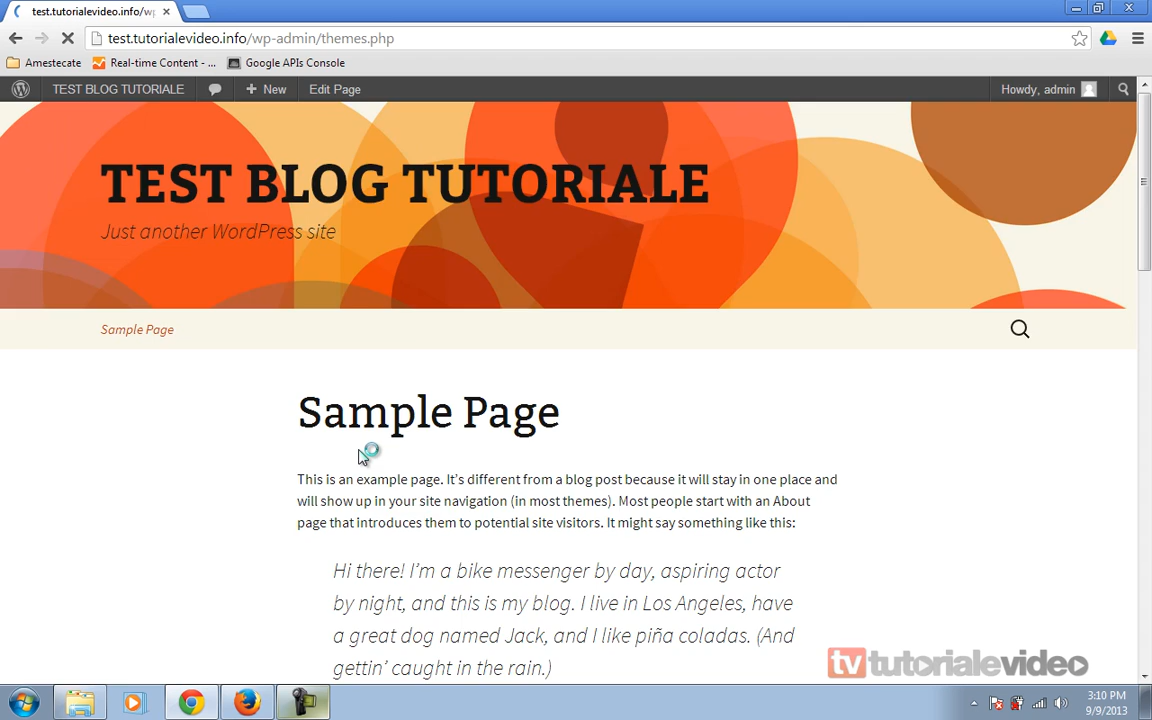 test.tutorialevideo.info/wp
test.tutorialevideo.info/wp-admin/themes.php
Amestecate
Real-time Content - ...
Google APIs Console
TEST BLOG TUTORIALE
+ New
Edit Page
Howdy, admin
TEST BLOG TUTORIALE
Just another WordPress site
Sample Page
Sample Page
This is an example page. It's different from a blog post because it will stay in one place and
will show up in your site navigation (in most themes). Most people start with an About
page that introduces them to potential site visitors. It might say something like this:
Hi there! I'm a bike messenger by day, aspiring actor
by night, and this is my blog. I live in Los Angeles, have
a great dog named Jack, and I like piña coladas. (And
gettin' caught in the rain.)
tv tutorialevideo
3:10 PM
9/9/2013